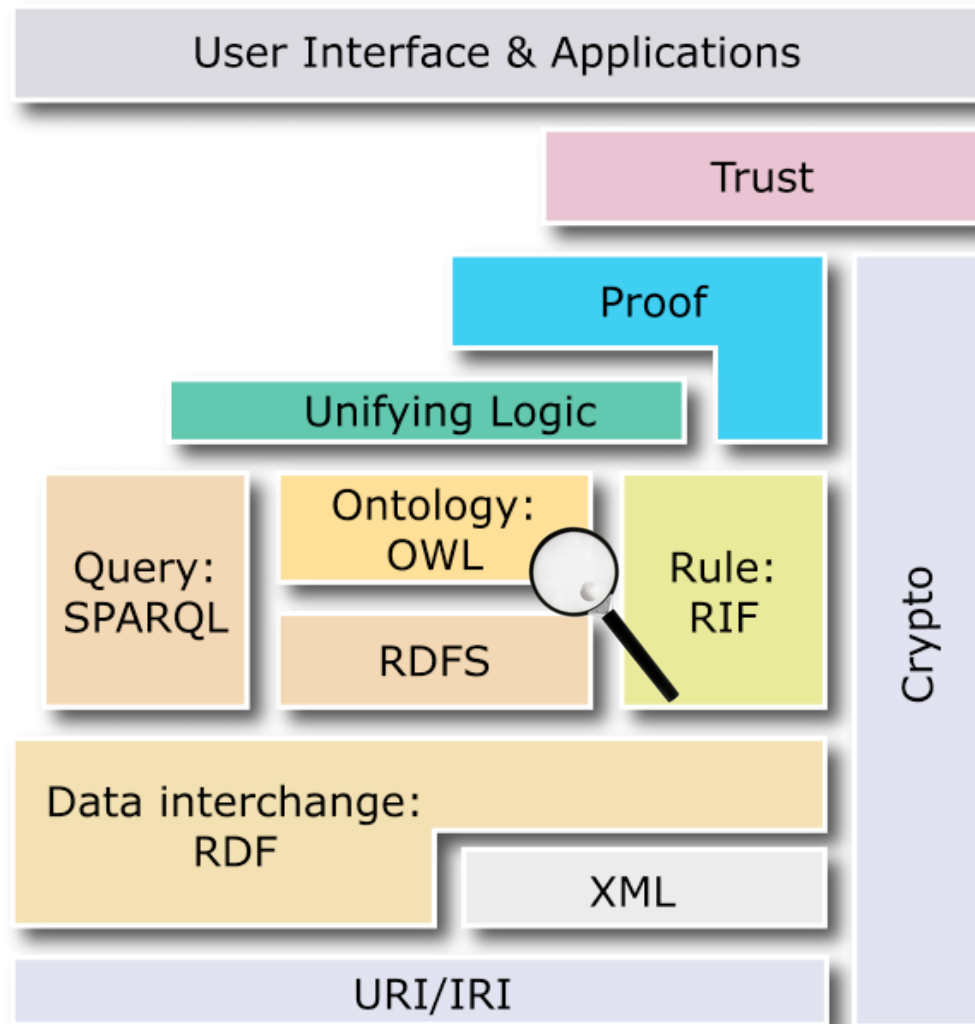 User Interface & Applications
Trust
Proof
Unifying Logic
Query:
SPARQL
Ontology:
OWL
RDFS
Rule:
RIF
Crypto
Data interchange:
RDF
XML
URI/IRI